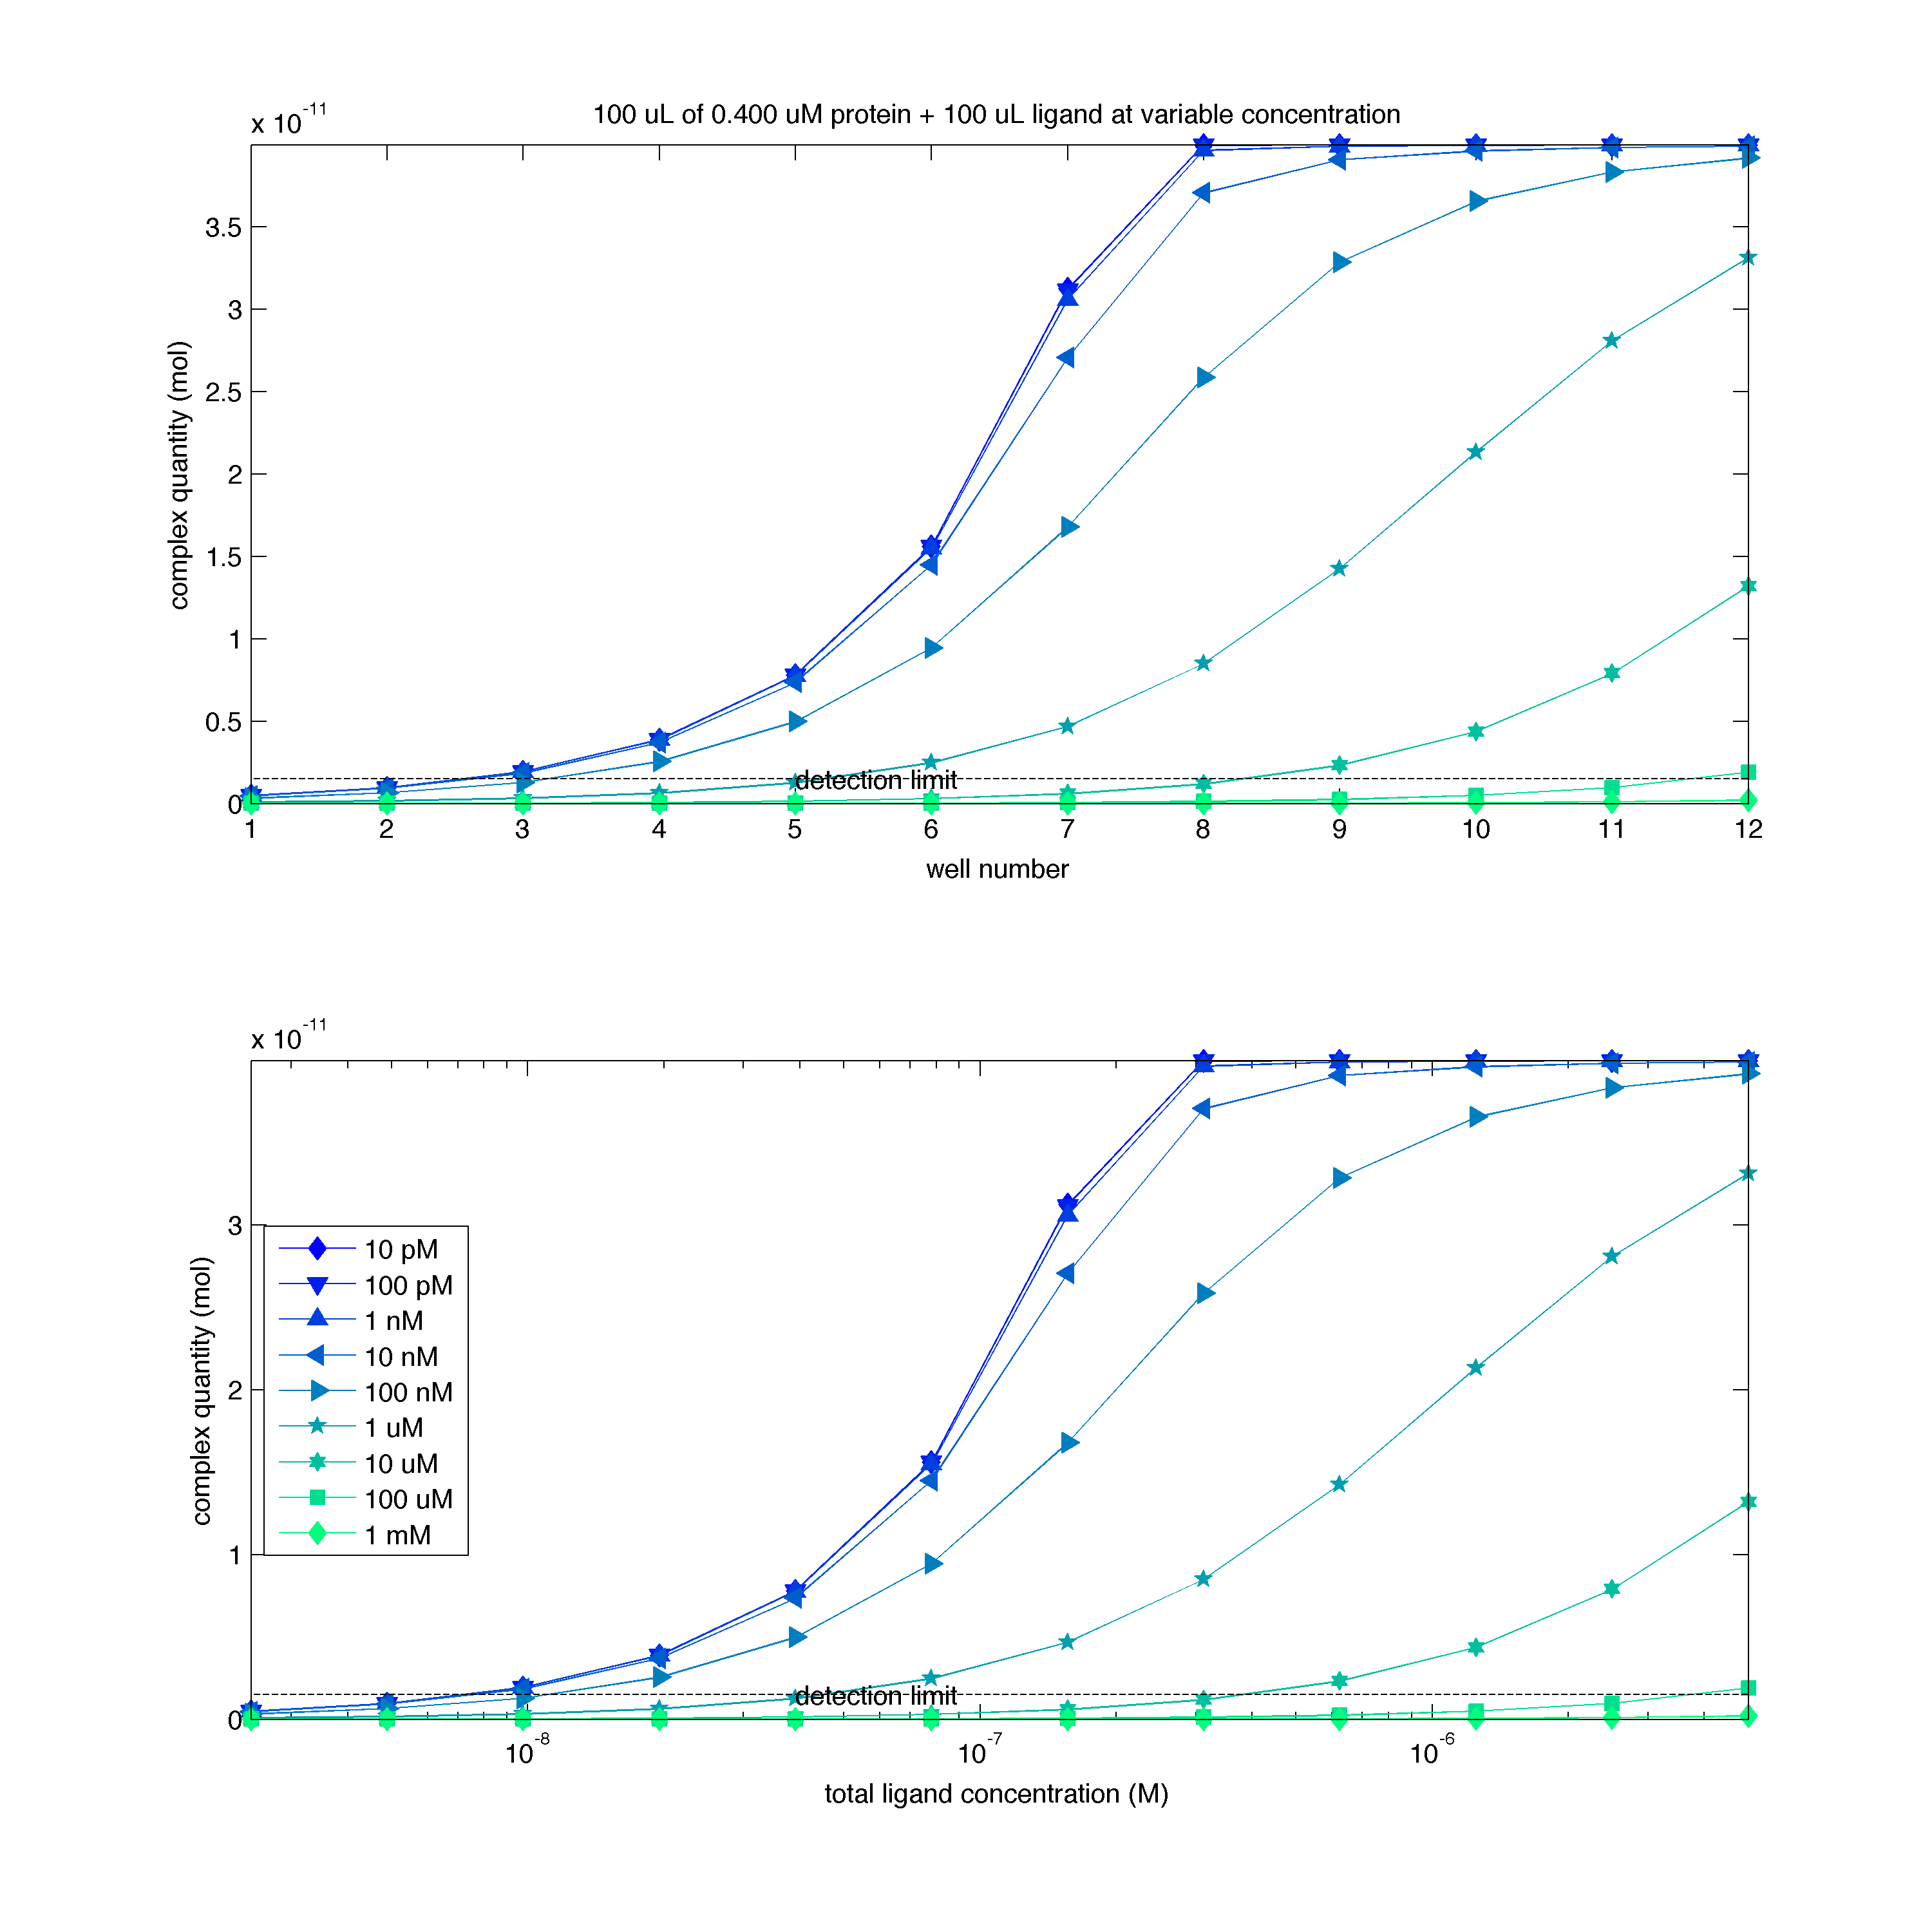 100 uL of 0.400 uM protein + 100 uL ligand at variable concentration
x 10-11
3.5
3
2.5
2
1.5
1
0.5
0
complex quantity (mol)
detection limit
1 2 3 4 5 6 7 8 9 10 11 12
well number
x 10-11
3
2
1
0
complex quantity (mol)
10 pM
100 pM
1 nM
10 nM
100 nM
1 uM
10 uM
100 uM
1 mM
detection limit
10-8 10-7 10-6
total ligand concentration (M)